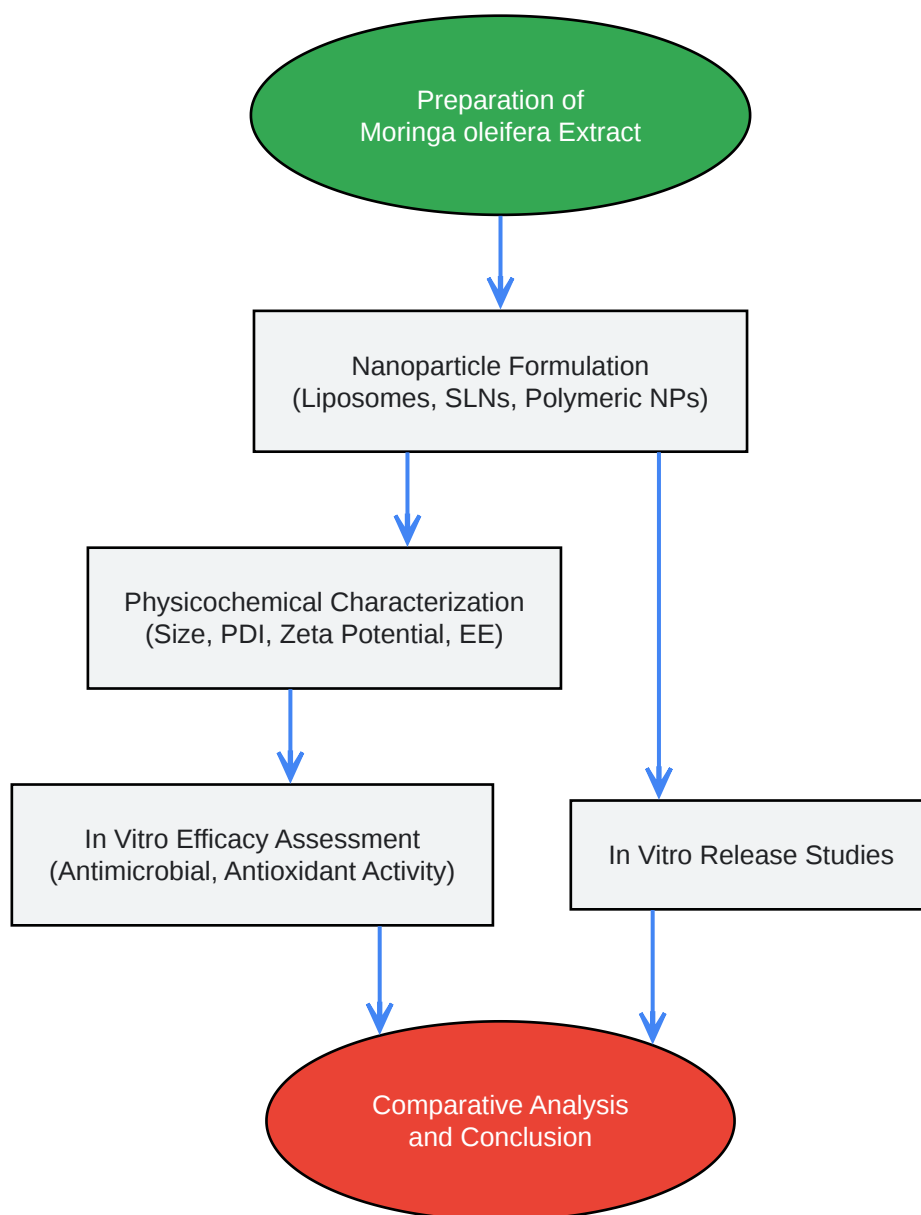 Preparation of
Moringa oleifera Extract
Nanoparticle Formulation
(Liposomes, SLNs, Polymeric NPs)
Physicochemical Characterization
(Size, PDI, Zeta Potential, EE)
In Vitro Efficacy Assessment
(Antimicrobial, Antioxidant Activity)
In Vitro Release Studies
Comparative Analysis
and Conclusion